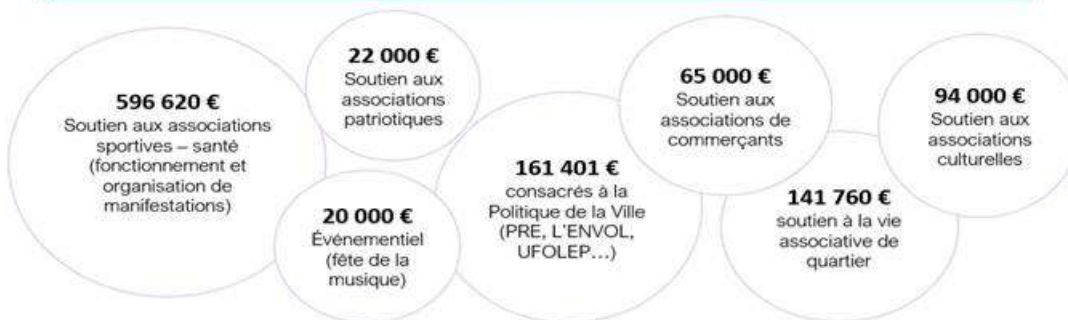 596 620 €
Soutien aux associations
sportives – santé
(fonctionnement et
organisation de
manifestations)
22 000 €
Soutien aux
associations
patriotiques
20 000 €
Événementiel
(fête de la
musique)
161 401 €
consacrés à la
Politique de la Ville
(PRE, L'ENVOL,
UFOLEP...)
65 000 €
Soutien aux
associations de
commerçants
141 760 €
soutien à la vie
associative de
quartier
94 000 €
Soutien aux
associations
culturelles